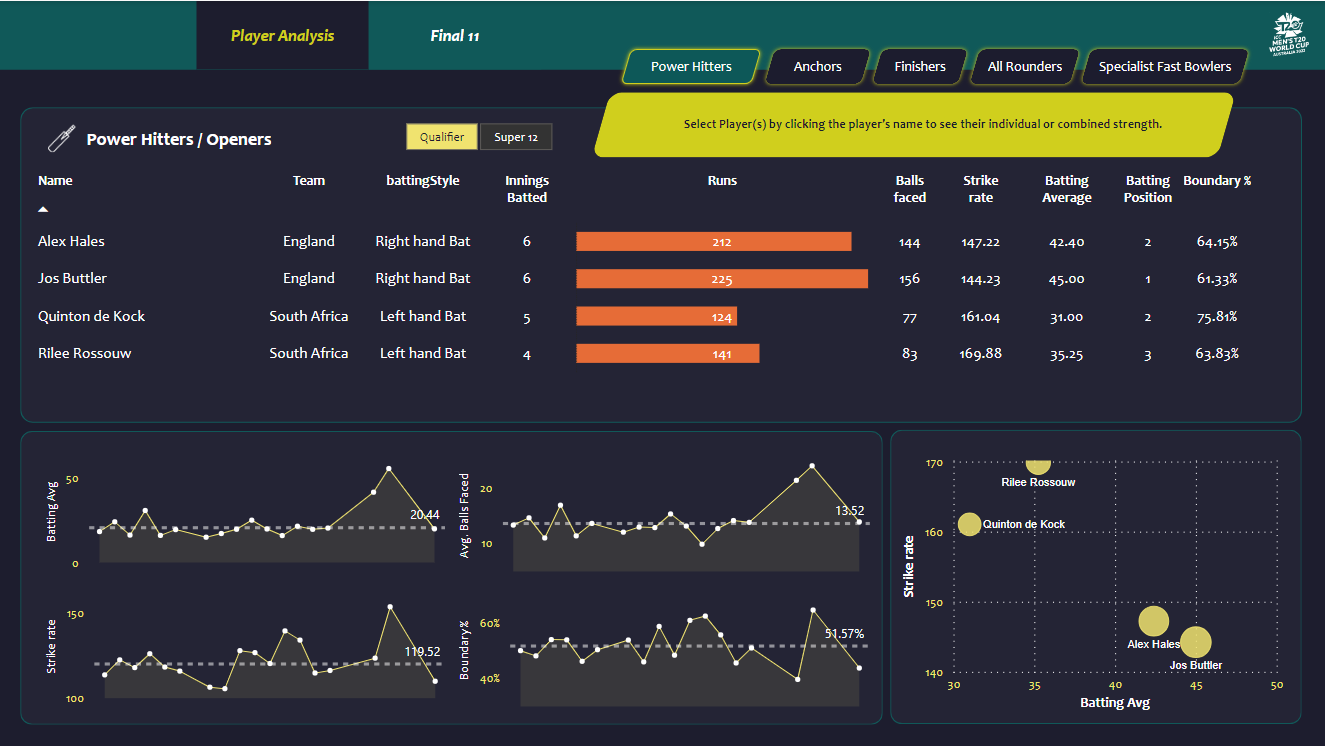 Player Analysis
Final 11
ICC
MEN'S T20
WORLD CUP
AUSTRALIA 2022
Power Hitters
Anchors
Finishers
All Rounders
Specialist Fast Bowlers
Select Player(s) by clicking the player's name to see their individual or combined strength.
Power Hitters / Openers
Qualifier
Super 12
Name Team battingStyle Innings Batted Runs Balls faced Strike rate Batting Average Batting Position Boundary %
Alex Hales England Right hand Bat 6 212 144 147.22 42.40 2 64.15%
Jos Buttler England Right hand Bat 6 225 156 144.23 45.00 1 61.33%
Quinton de Kock South Africa Left hand Bat 5 124 77 161.04 31.00 2 75.81%
Rilee Rossouw South Africa Left hand Bat 4 141 83 169.88 35.25 3 63.83%
Batting Avg
50
0
20.44
Avg. Balls Faced
20
10
13.52
Strike rate
150
100
119.52
Boundary %
60%
40%
51.57%
Strike rate
170
160
150
140
Rilee Rossouw
Quinton de Kock
Alex Hales
Jos Buttler
30 35 40 45 50
Batting Avg